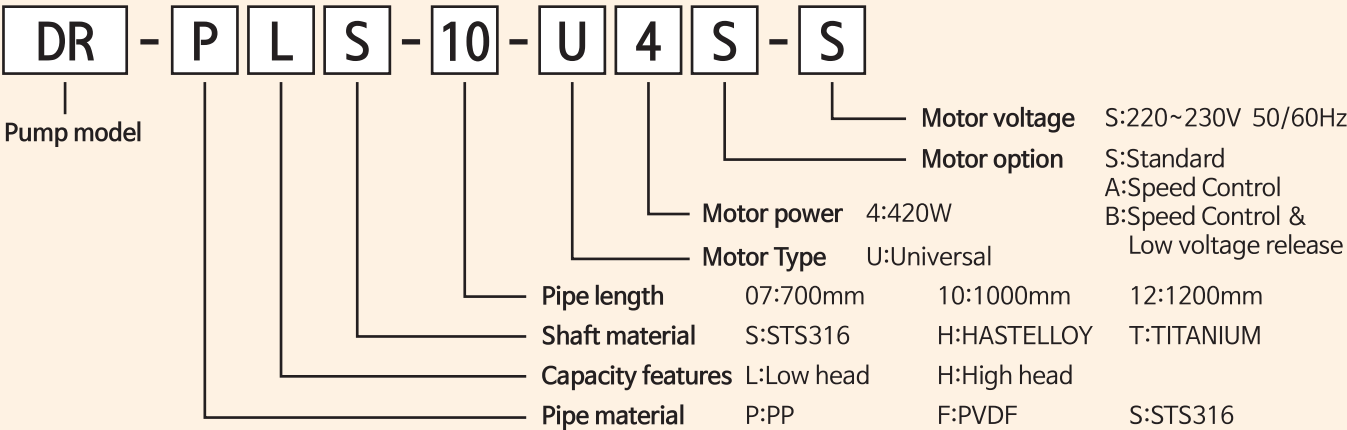 DR - P L S - 10 - U 4 S - S
Pump model
Motor voltage S:220~230V 50/60Hz
Motor option S:Standard
A:Speed Control
B:Speed Control &
Low voltage release
Motor power 4:420W
Motor Type U:Universal
Pipe length 07:700mm 10:1000mm 12:1200mm
Shaft material S:STS316 H:HASTELLOY T:TITANIUM
Capacity features L:Low head H:High head
Pipe material P:PP F:PVDF S:STS316